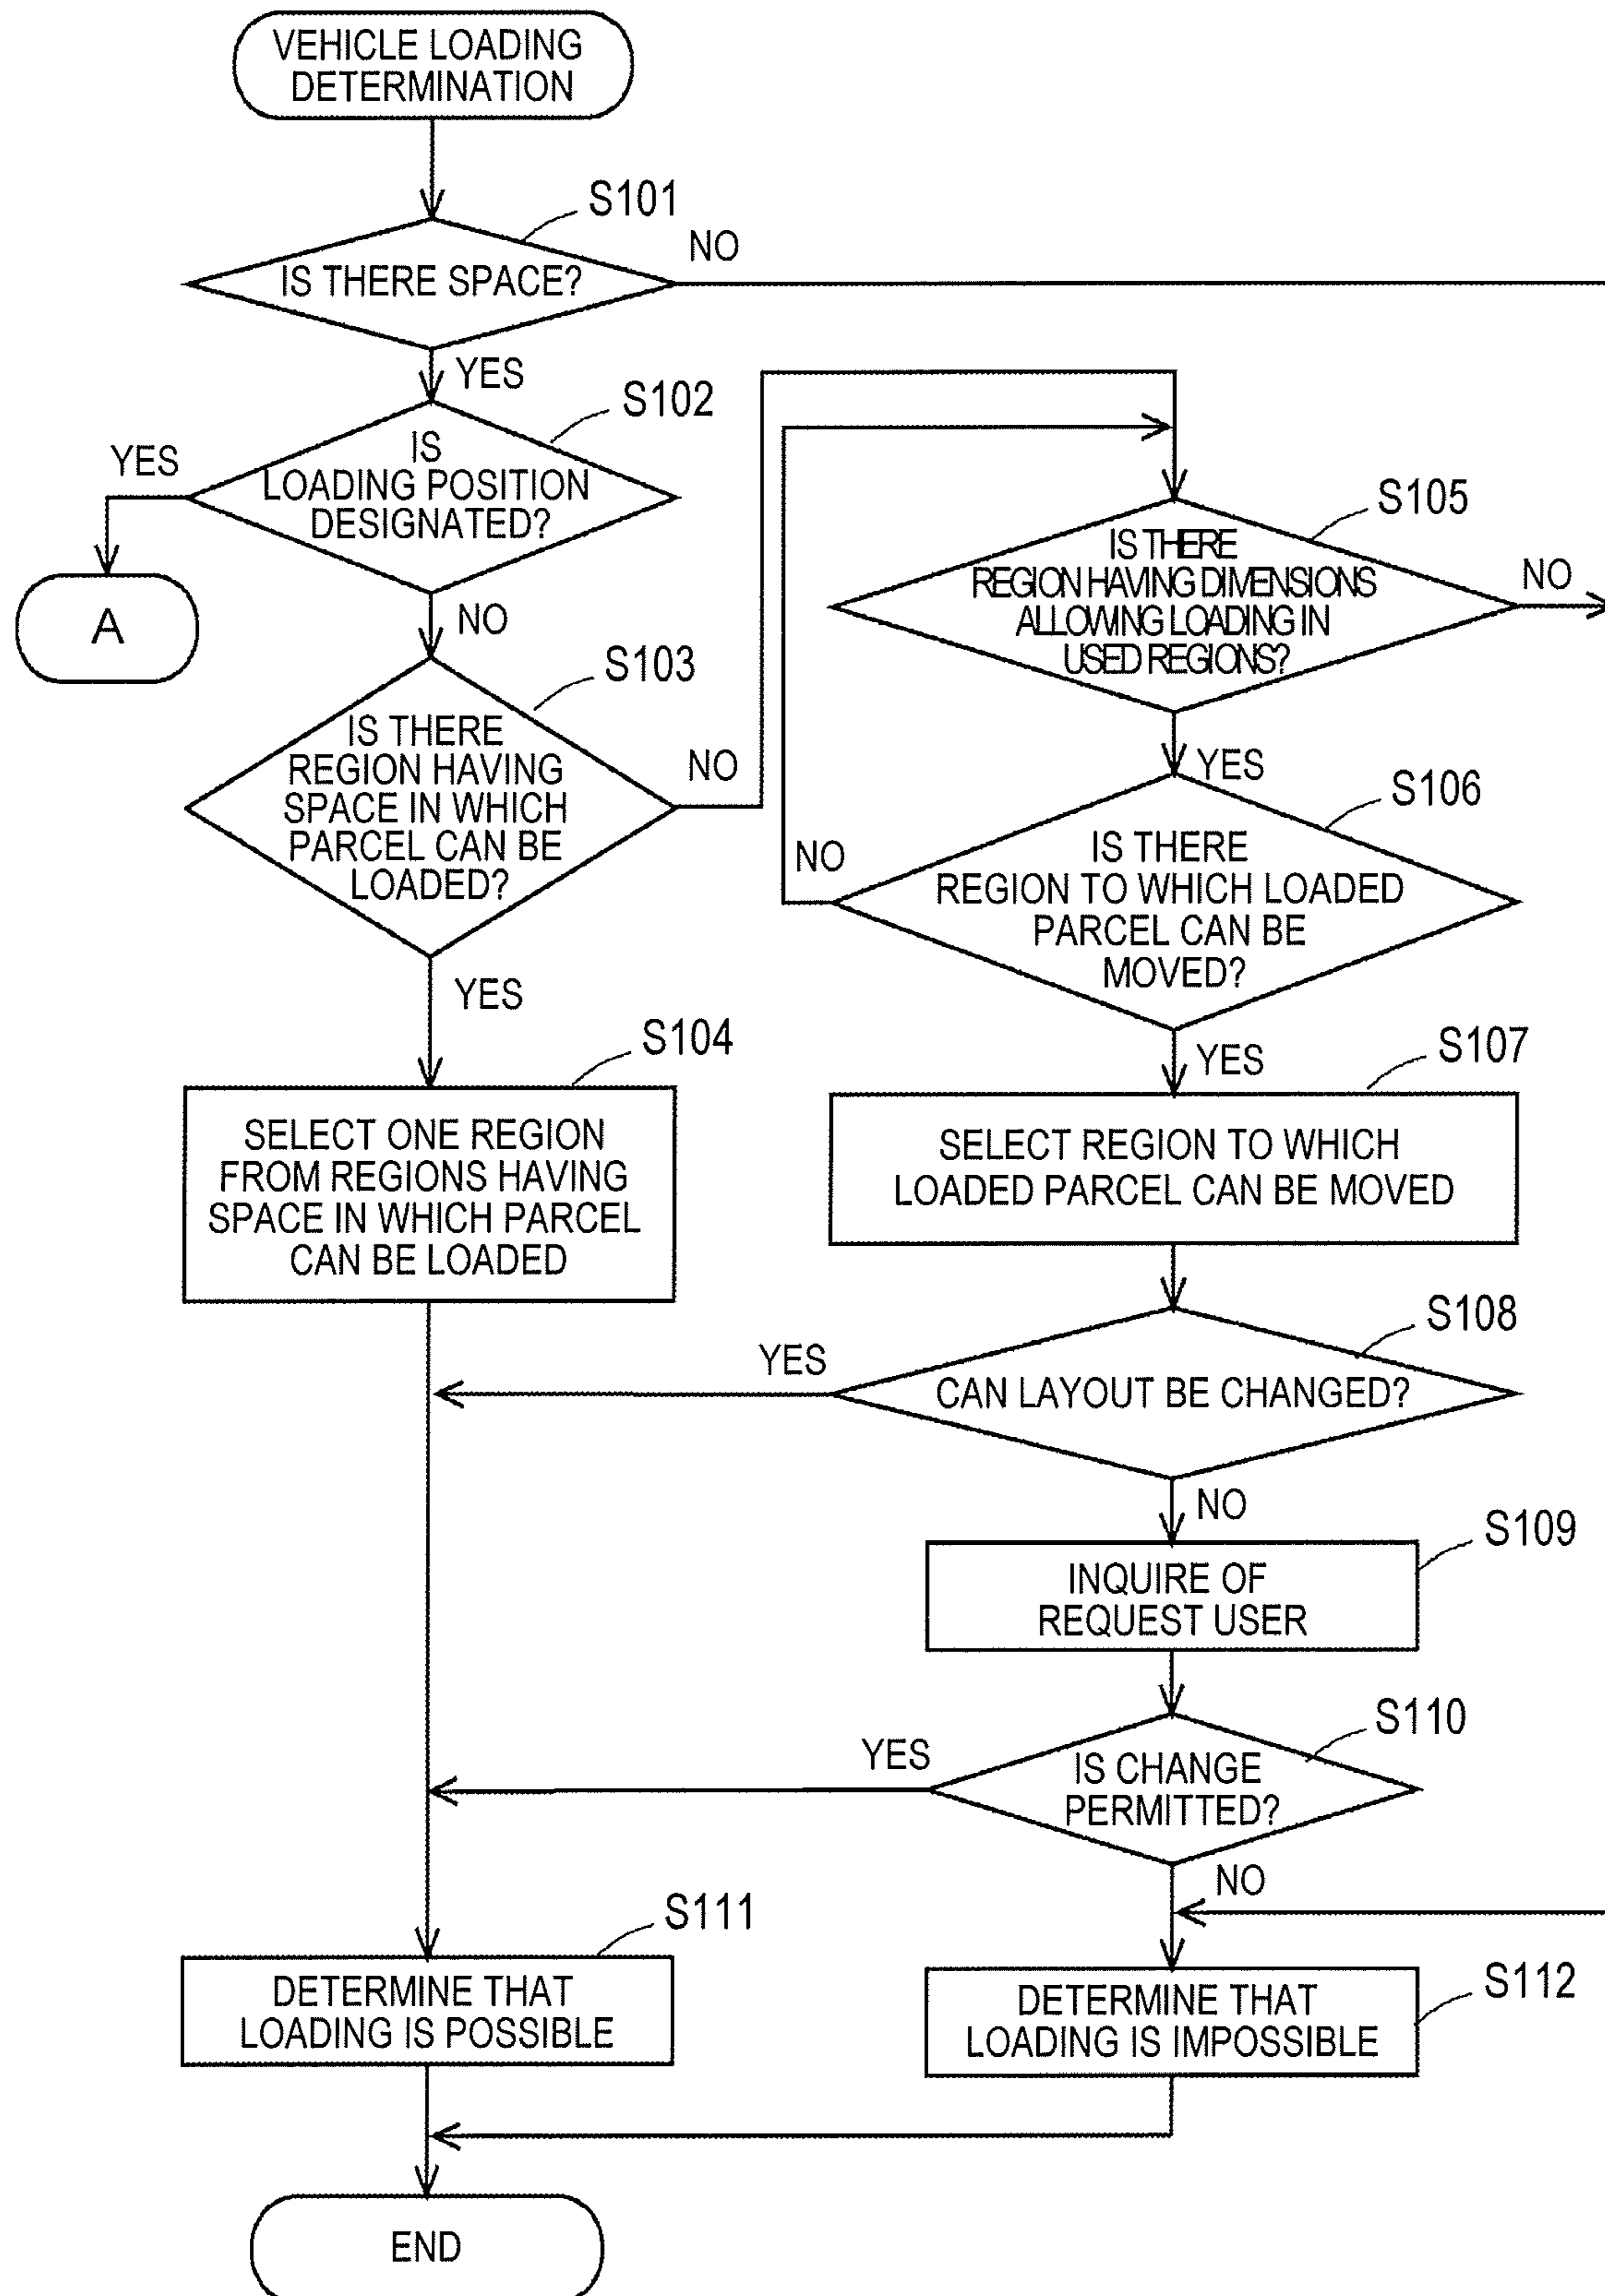 VEHICLE LOADING
DETERMINATION
S101
IS THERE SPACE?
NO
YES
S102
IS
LOADING POSITION
DESIGNATED?
YES
A
NO
S103
IS THERE
REGION HAVING
SPACE IN WHICH
PARCEL CAN BE
LOADED?
NO
YES
S104
SELECT ONE REGION
FROM REGIONS HAVING
SPACE IN WHICH PARCEL
CAN BE LOADED
S105
IS THERE
REGION HAVING DIMENSIONS
ALLOWING LOADING IN
USED REGIONS?
NO
YES
S106
IS THERE
REGION TO WHICH LOADED
PARCEL CAN BE
MOVED?
NO
YES
S107
SELECT REGION TO WHICH
LOADED PARCEL CAN BE MOVED
S108
CAN LAYOUT BE CHANGED?
YES
NO
S109
INQUIRE OF
REQUEST USER
S110
IS CHANGE
PERMITTED?
YES
NO
S111
DETERMINE THAT
LOADING IS POSSIBLE
S112
DETERMINE THAT
LOADING IS IMPOSSIBLE
END